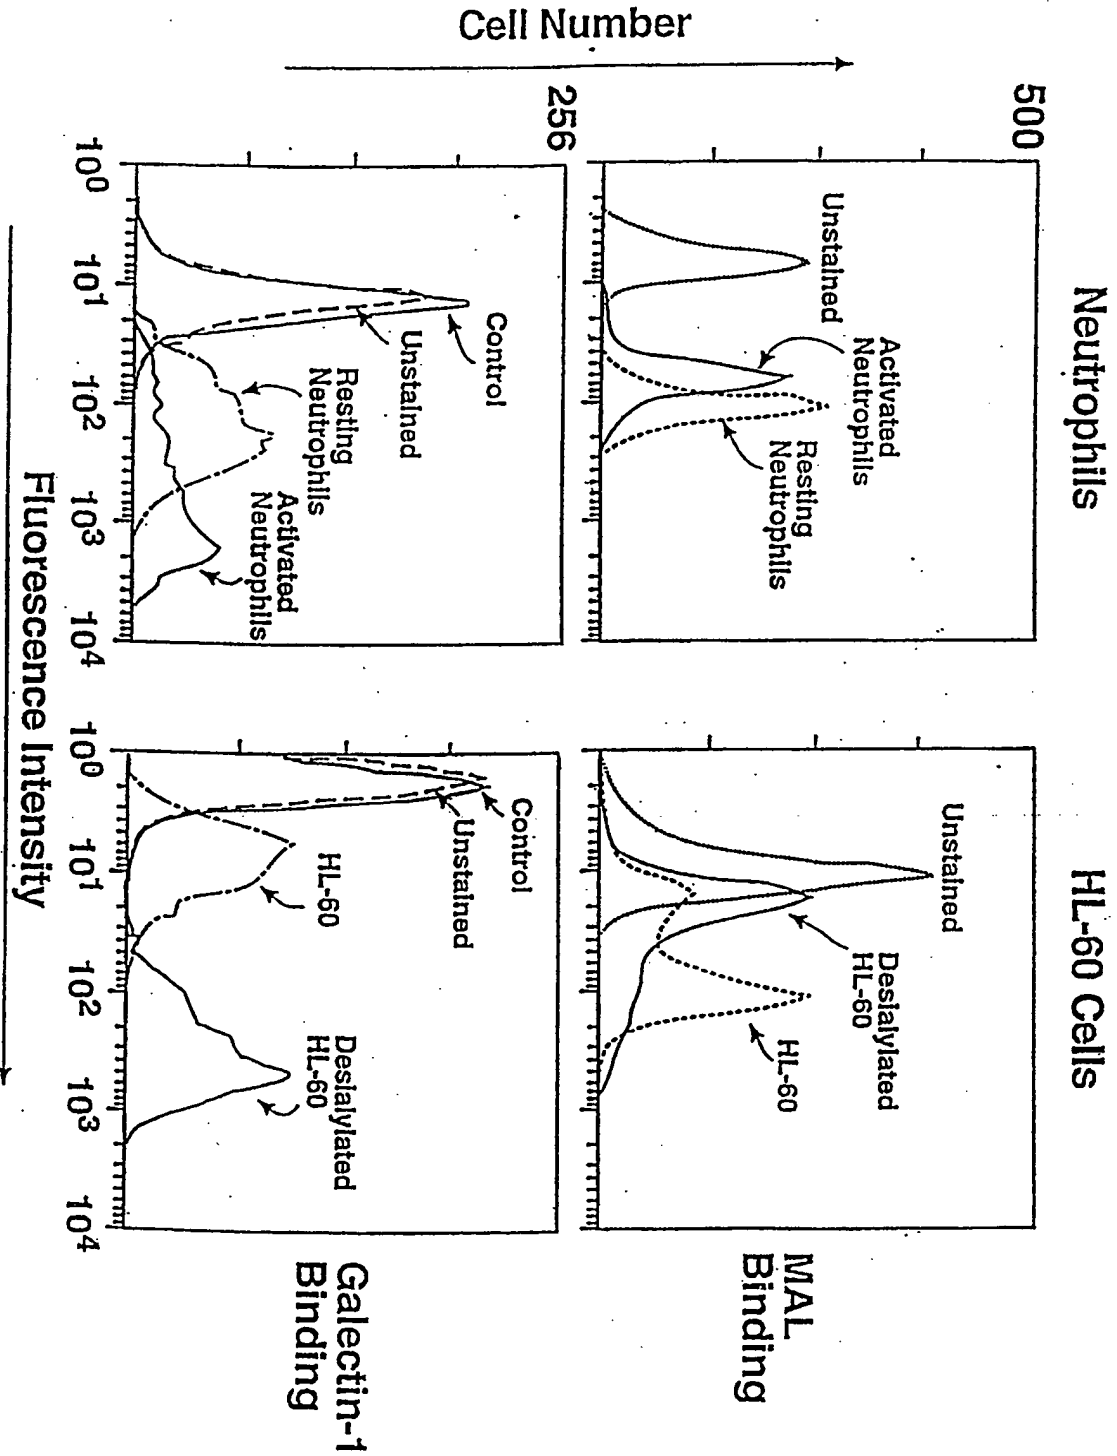 Neutrophils
HL-60 Cells
Cell Number
500
Unstained
Activated
Neutrophils
Resting
Neutrophils
Unstained
Desialylated
HL-60
HL-60
MAL
Binding
256
Control
Unstained
Resting
Neutrophils
Activated
Neutrophils
10⁰
10¹
10²
10³
10⁴
Control
Unstained
HL-60
Desialylated
HL-60
10⁰
10¹
10²
10³
10⁴
Galectin-1
Binding
Fluorescence Intensity